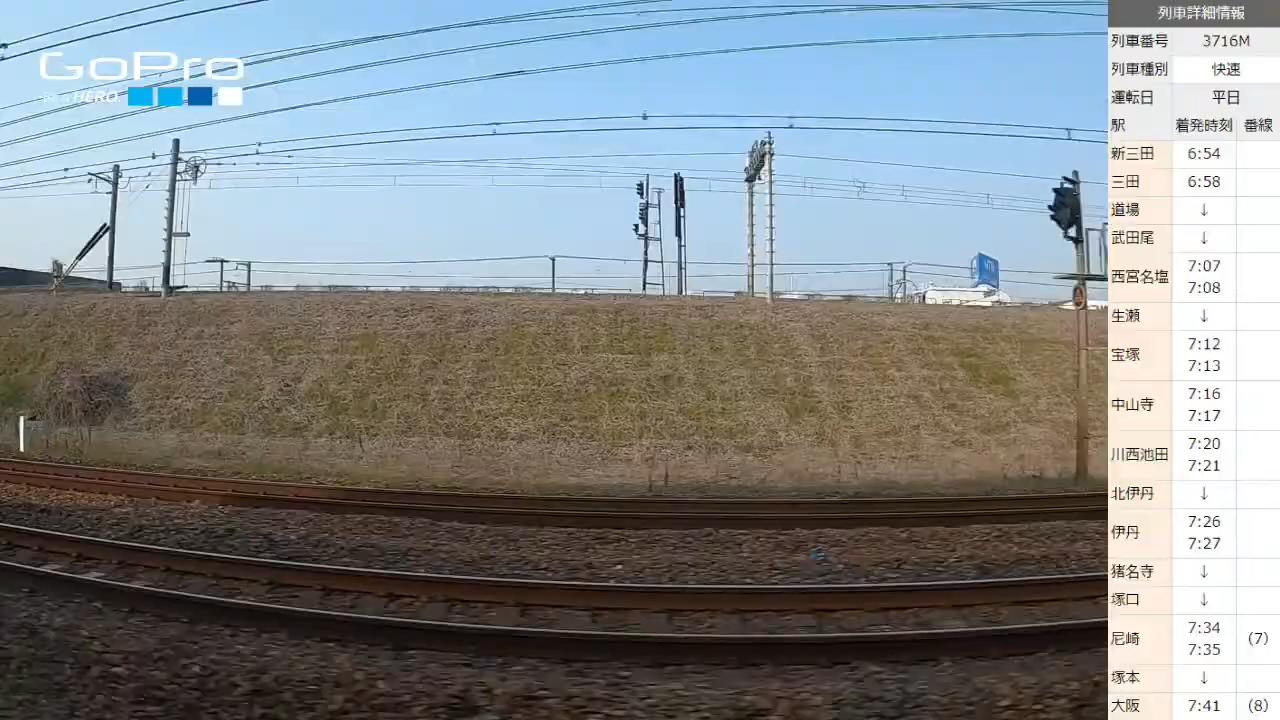 GoPro
HERO.
列車詳細情報
列車番号 3716M
列車種別 快速
運転日 平日
駅 着発時刻 番線
新三田 6:54
三田 6:58
道場 ↓
武田尾 ↓
西宮名塩 7:07 7:08
生瀬 ↓
宝塚 7:12 7:13
中山寺 7:16 7:17
川西池田 7:20 7:21
北伊丹 ↓
伊丹 7:26 7:27
猪名寺 ↓
塚口 ↓
尼崎 7:34 7:35 (7)
塚本 ↓
大阪 7:41 (8)